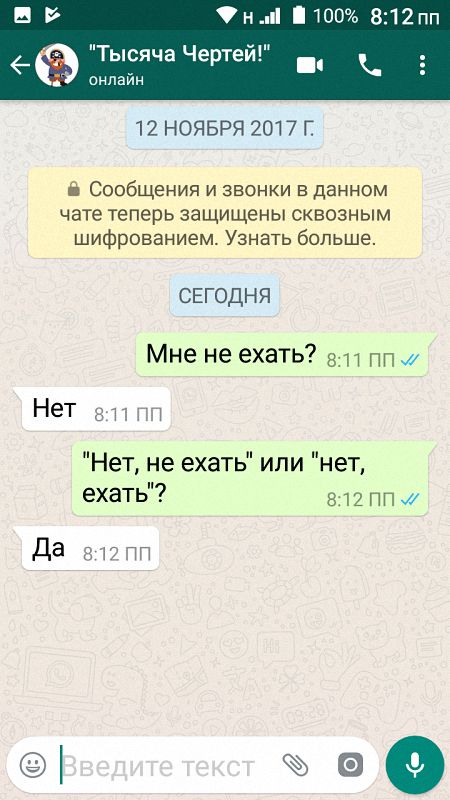 H 100% 8:12 пп
"Тысяча Чертей!"
онлайн
12 НОЯБРЯ 2017 Г.
Сообщения и звонки в данном
чате теперь защищены сквозным
шифрованием. Узнать больше.
СЕГОДНЯ
Мне не ехать? 8:11 ПП
Нет 8:11 ПП
"Нет, не ехать" или "нет,
ехать"? 8:12 ПП
Да 8:12 ПП
Введите текст